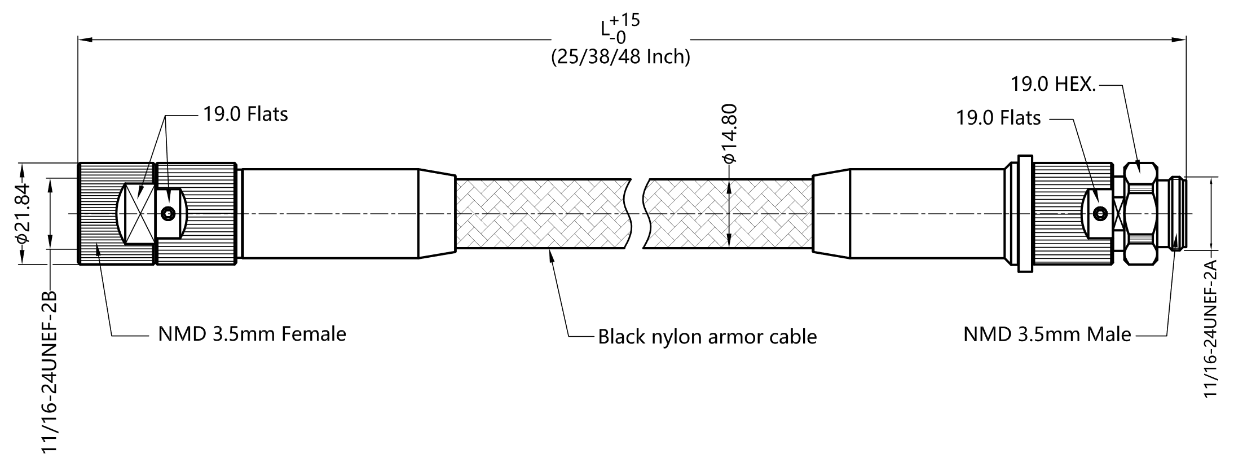 L+15
-0
(25/38/48 Inch)
19.0 HEX.
19.0 Flats
19.0 Flats
ϕ14.80
ϕ21.84
11/16-24UNEF-2B
11/16-24UNEF-2A
NMD 3.5mm Female
Black nylon armor cable
NMD 3.5mm Male